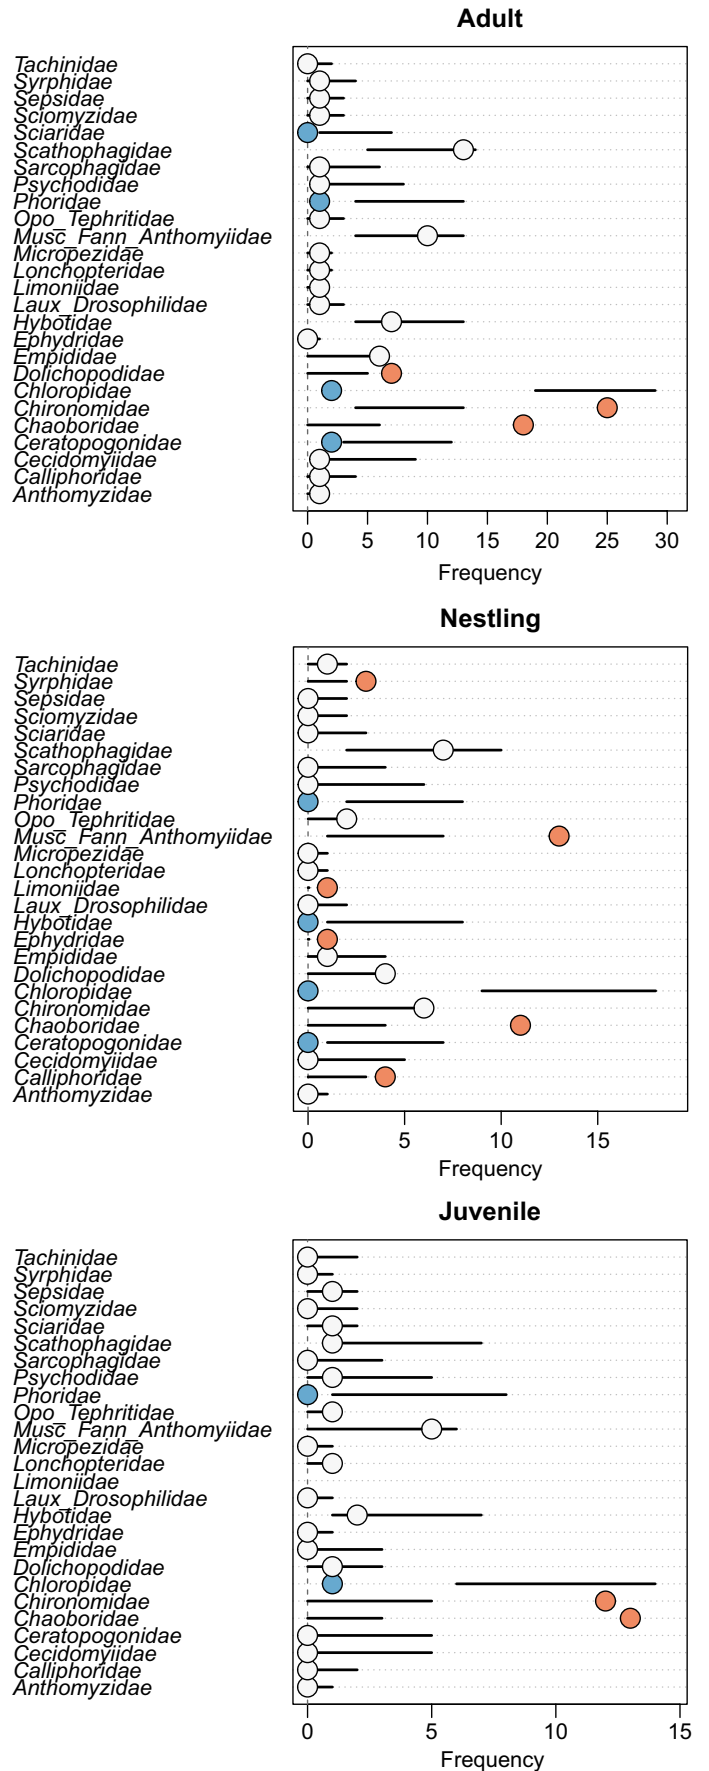 Adult
Tachinidae
Syrphidae
Sepsidae
Sciomyzidae
Sciaridae
Scathophagidae
Sarcophagidae
Psychodidae
Phoridae
Opo_Tephritidae
Musc_Fann_Anthomyiidae
Micropezidae
Lonchopteridae
Limoniidae
Laux_Drosophilidae
Hybotidae
Ephydridae
Empididae
Dolichopodidae
Chloropidae
Chironomidae
Chaoboridae
Ceratopogonidae
Cecidomyiidae
Calliphoridae
Anthomyzidae
0 5 10 15 20 25 30
Frequency
Nestling
Tachinidae
Syrphidae
Sepsidae
Sciomyzidae
Sciaridae
Scathophagidae
Sarcophagidae
Psychodidae
Phoridae
Opo_Tephritidae
Musc_Fann_Anthomyiidae
Micropezidae
Lonchopteridae
Limoniidae
Laux_Drosophilidae
Hybotidae
Ephydridae
Empididae
Dolichopodidae
Chloropidae
Chironomidae
Chaoboridae
Ceratopogonidae
Cecidomyiidae
Calliphoridae
Anthomyzidae
0 5 10 15
Frequency
Juvenile
Tachinidae
Syrphidae
Sepsidae
Sciomyzidae
Sciaridae
Scathophagidae
Sarcophagidae
Psychodidae
Phoridae
Opo_Tephritidae
Musc_Fann_Anthomyiidae
Micropezidae
Lonchopteridae
Limoniidae
Laux_Drosophilidae
Hybotidae
Ephydridae
Empididae
Dolichopodidae
Chloropidae
Chironomidae
Chaoboridae
Ceratopogonidae
Cecidomyiidae
Calliphoridae
Anthomyzidae
0 5 10 15
Frequency